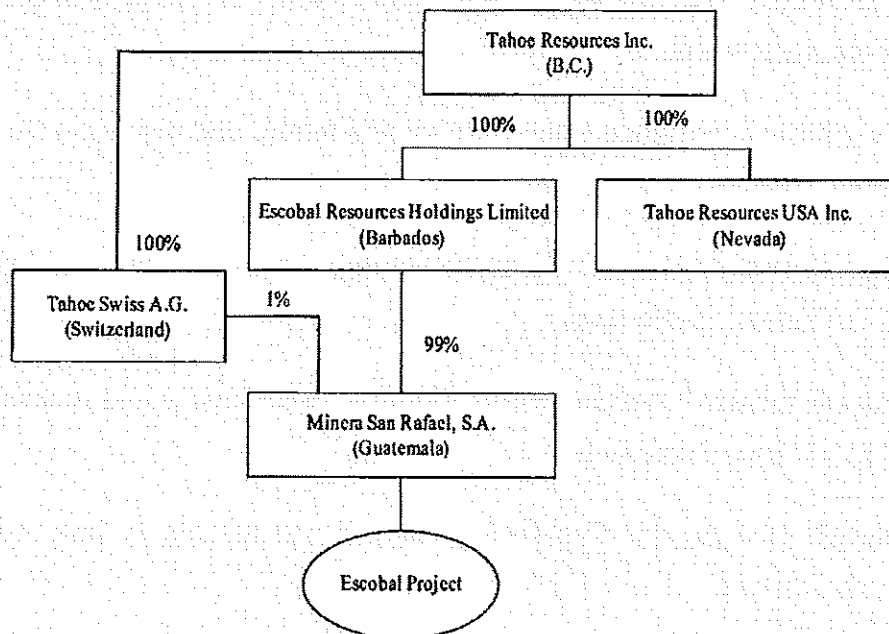 Tahoe Resources Inc.
(B.C.)
100%
100%
Escobal Resources Holdings Limited
(Barbados)
Tahoe Resources USA Inc.
(Nevada)
100%
Tahoe Swiss A.G.
(Switzerland)
1%
99%
Minera San Rafael, S.A.
(Guatemala)
Escobal Project